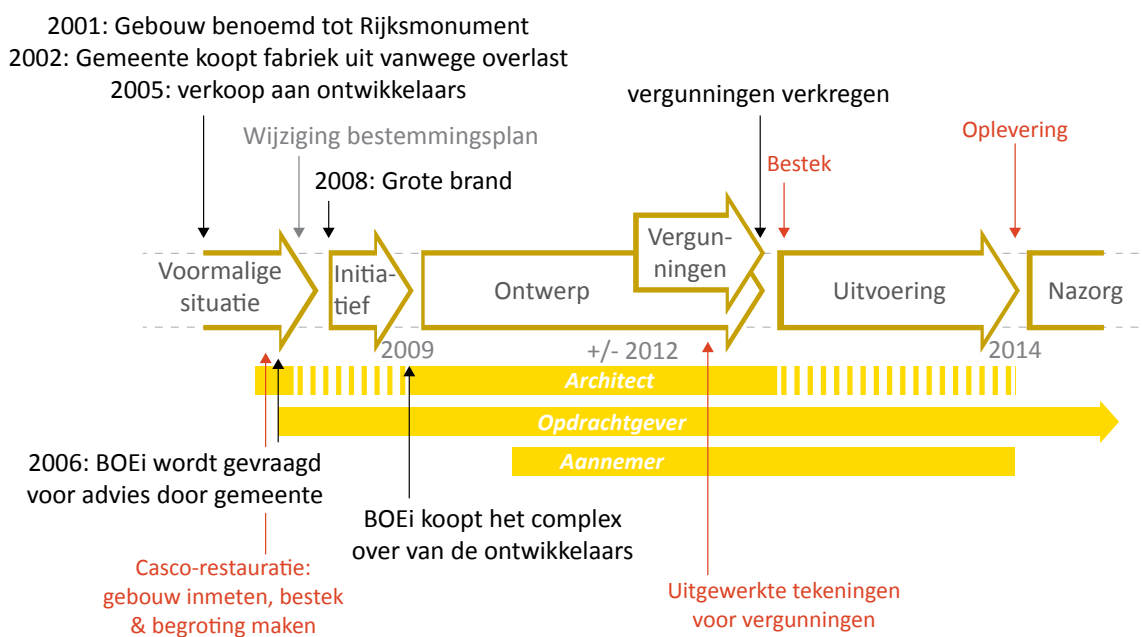 2001: Gebouw benoemd tot Rijksmonument
2002: Gemeente koopt fabriek uit vanwege overlast
2005: verkoop aan ontwikkelaars
vergunningen verkregen
Oplevering
Wijziging bestemmingsplan
Bestek
2008: Grote brand
Voormalige
situatie
Initia-
tief
Ontwerp
Vergun-
ningen
Uitvoering
Nazorg
2009
+/- 2012
2014
Architect
Opdrachtgever
Aannemer
2006: BOEi wordt gevraagd
voor advies door gemeente
BOEi koopt het complex
over van de ontwikkelaars
Casco-restauratie:
gebouw inmeten, bestek
& begroting maken
Uitgewerkte tekeningen
voor vergunningen